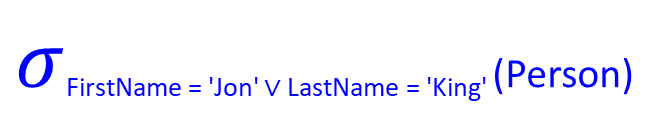 σ FirstName = 'Jon' ∨ LastName = 'King' (Person)